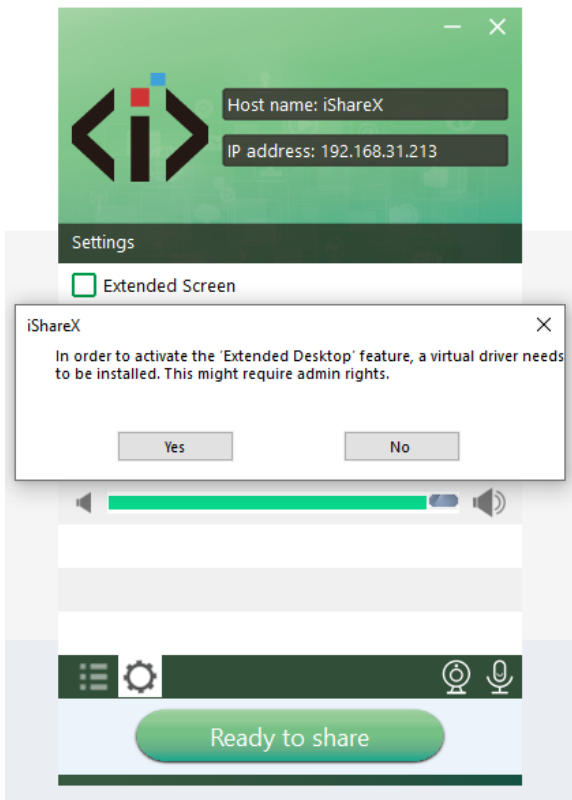 Host name: iShareX
IP address: 192.168.31.213
Settings
Extended Screen
iShareX
In order to activate the 'Extended Desktop' feature, a virtual driver needs
to be installed. This might require admin rights.
Yes
No
Ready to share